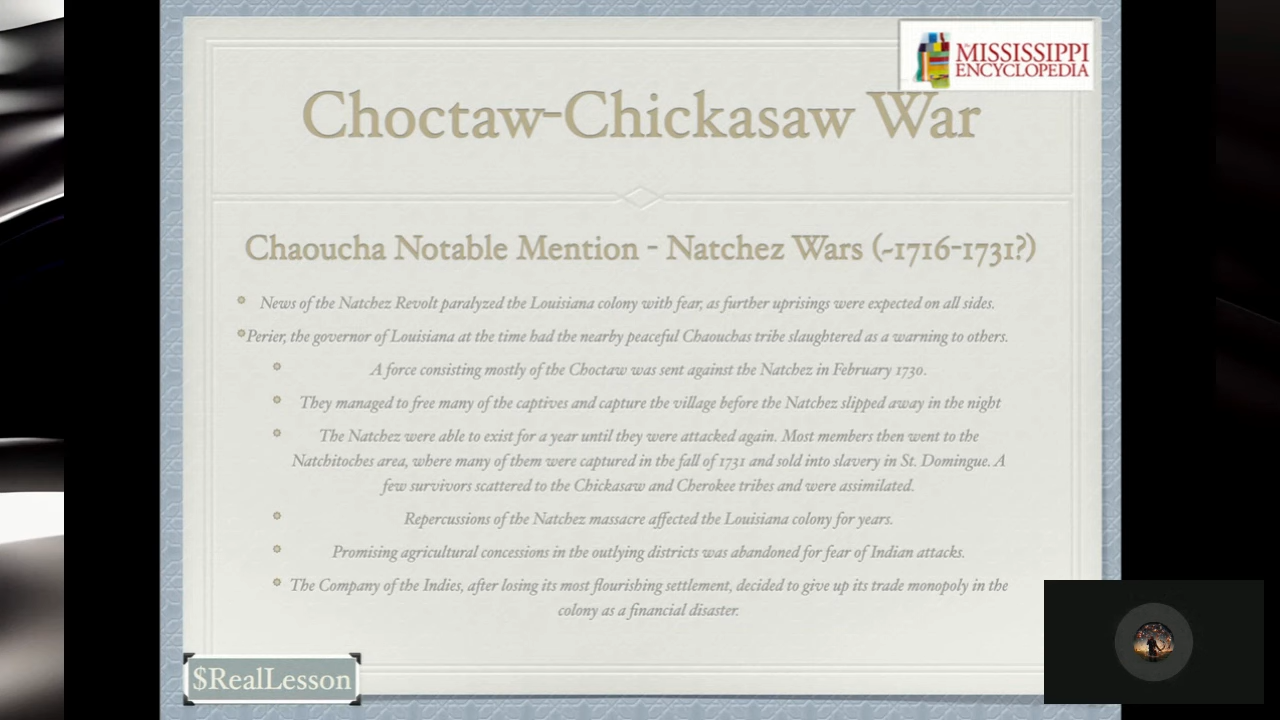 MISSISSIPPI
ENCYCLOPEDIA
Choctaw-Chickasaw War
Chaoucha Notable Mention - Natchez Wars (~1716-1731?)
News of the Natchez Revolt paralyzed the Louisiana colony with fear, as further uprisings were expected on all sides.
Perier, the governor of Louisiana at the time had the nearby peaceful Chaouchas tribe slaughtered as a warning to others.
A force consisting mostly of the Choctaw was sent against the Natchez in February 1730.
They managed to free many of the captives and capture the village before the Natchez slipped away in the night
The Natchez were able to exist for a year until they were attacked again. Most members then went to the
Natchitoches area, where many of them were captured in the fall of 1731 and sold into slavery in St. Domingue. A
few survivors scattered to the Chickasaw and Cherokee tribes and were assimilated.
Repercussions of the Natchez massacre affected the Louisiana colony for years.
Promising agricultural concessions in the outlying districts was abandoned for fear of Indian attacks.
The Company of the Indies, after losing its most flourishing settlement, decided to give up its trade monopoly in the
colony as a financial disaster.
$RealLesson